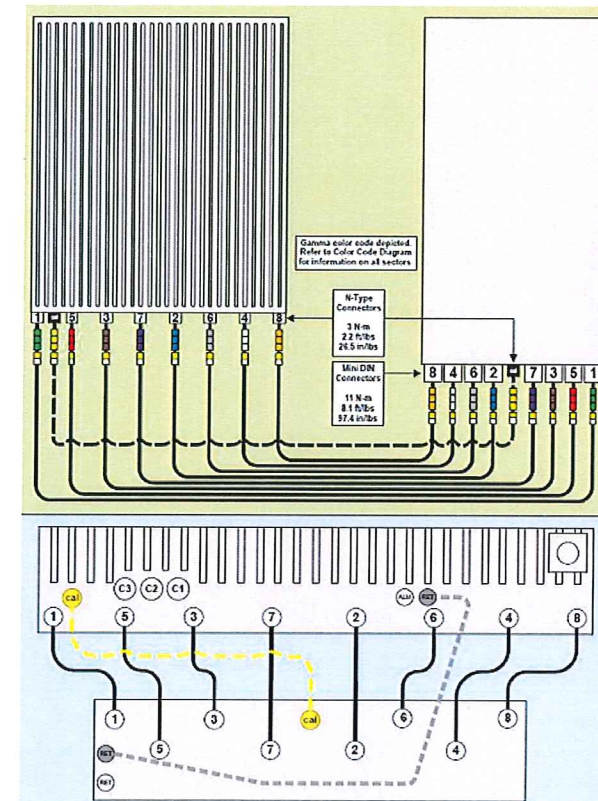 Gamma color code depicted.
Refer to Color Code Diagram
for information on all sectors
N-Type
Connectors
3 N-m
2.2 ft/lbs
26.5 in/lbs
1 5 3 7 2 6 4 8
Mini DIN
Connectors
11 N-m
8.1 ft/lbs
97.4 in/lbs
8 4 6 2 7 3 5 1
C3 C2 C1
cal ALM RET
1 5 3 7 2 6 4 8
1 3 cal 6 8
5 7 2 4
RET
RET